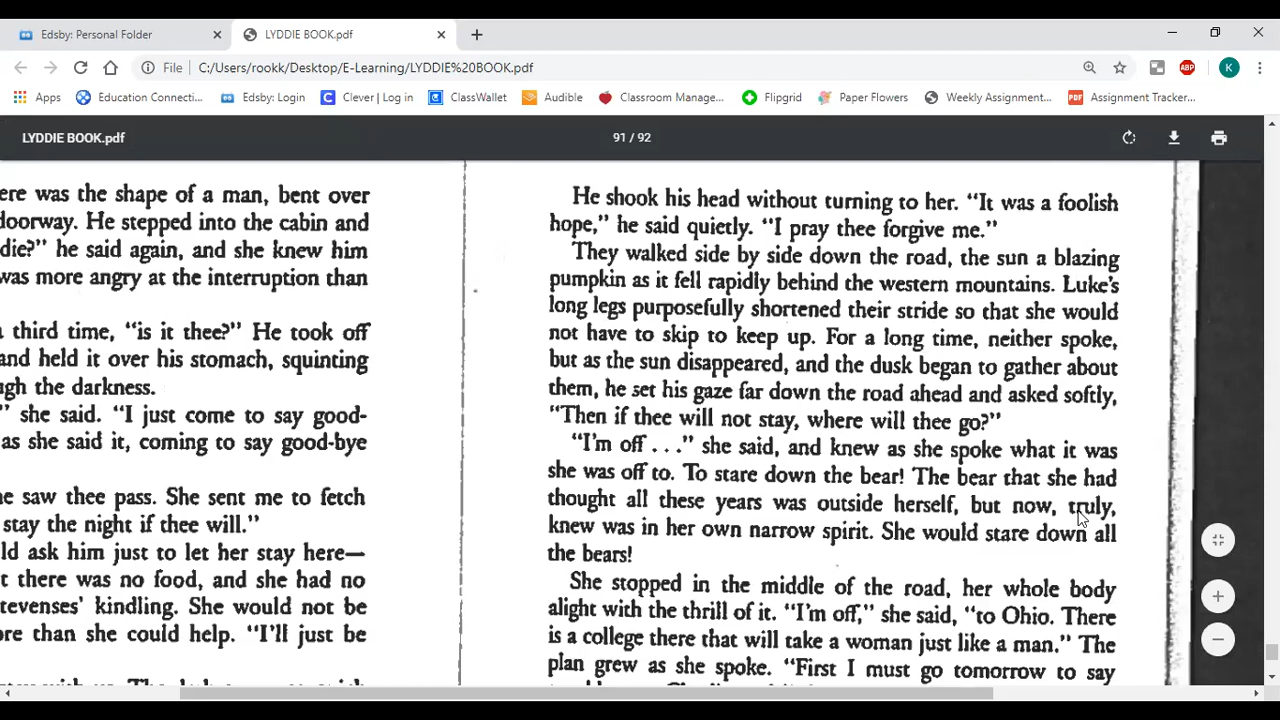 Edsby: Personal Folder
LYDDIE BOOK.pdf
File C:/Users/rookk/Desktop/E-Learning/LYDDIE%20BOOK.pdf
ABP
K
Apps Education Connecti... Edsby: Login Clever | Log in ClassWallet Audible Classroom Manage... Flipgrid Paper Flowers Weekly Assignment... Assignment Tracker...
LYDDIE BOOK.pdf 91 / 92
ere was the shape of a man, bent over
doorway. He stepped into the cabin and
die?” he said again, and she knew him
was more angry at the interruption than
a third time, “is it thee?” He took off
and held it over his stomach, squinting
ugh the darkness.
” she said. “I just come to say good-
as she said it, coming to say good-bye
he saw thee pass. She sent me to fetch
stay the night if thee will.”
ld ask him just to let her stay here—
t there was no food, and she had no
tevenses’ kindling. She would not be
ore than she could help. “I’ll just be
He shook his head without turning to her. “It was a foolish
hope,” he said quietly. “I pray thee forgive me.”
They walked side by side down the road, the sun a blazing
pumpkin as it fell rapidly behind the western mountains. Luke’s
long legs purposefully shortened their stride so that she would
not have to skip to keep up. For a long time, neither spoke,
but as the sun disappeared, and the dusk began to gather about
them, he set his gaze far down the road ahead and asked softly,
“Then if thee will not stay, where will thee go?”
“I’m off . . .” she said, and knew as she spoke what it was
she was off to. To stare down the bear! The bear that she had
thought all these years was outside herself, but now, truly,
knew was in her own narrow spirit. She would stare down all
the bears!
She stopped in the middle of the road, her whole body
alight with the thrill of it. “I’m off,” she said, “to Ohio. There
is a college there that will take a woman just like a man.” The
plan grew as she spoke. “First I must go tomorrow to say